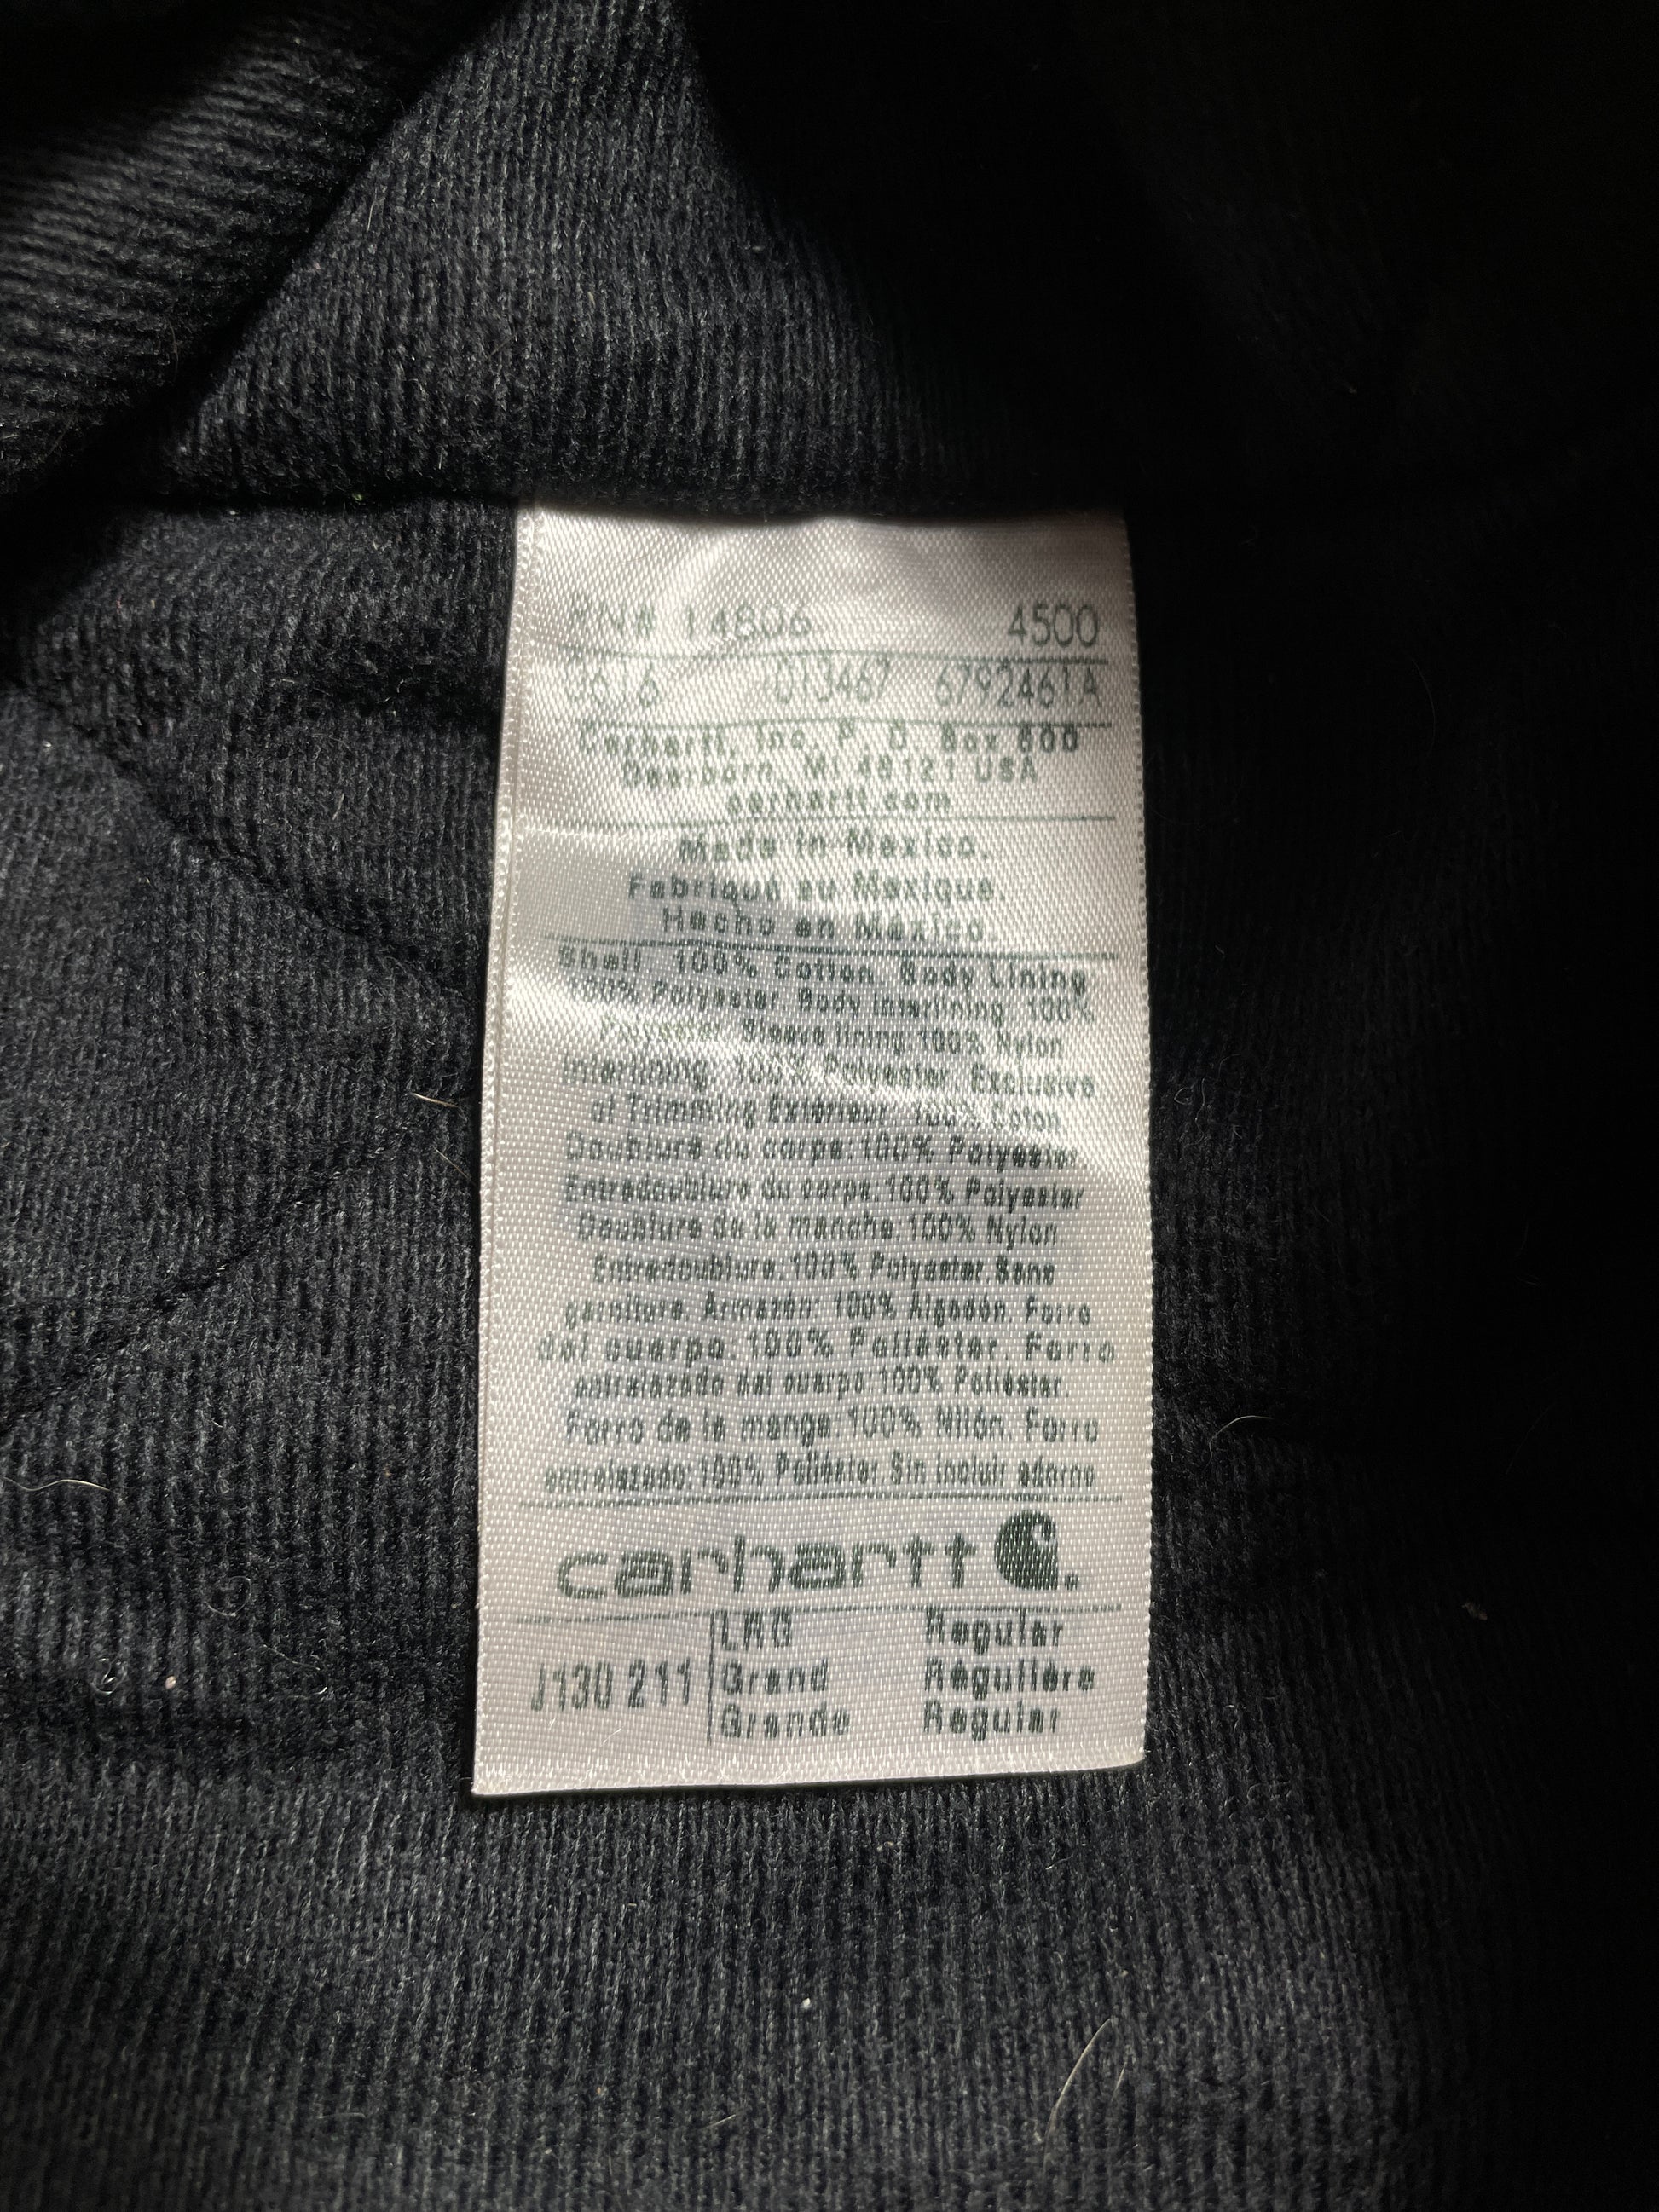 RN# 14806 4500
0616 013467 6792461A
Carhartt, Inc. P. O. Box 600
Dearborn, MI 48121 USA
carhartt.com
Made in Mexico.
Fabriqué au Mexique.
Hecho en México
Shell 100% Cotton, Body Lining
100% Polyester, Body interlining: 100%
Polyester, Sleeve lining:100% Nylon
Interlining 100% Polyester, Exclusive
of Trimming Extérieur: 100% Coton
Doublure du corps:100% Polyester
Entredoublure du corps:100% Polyester
Doublure de la manche:100% Nylon
Entredoublure.100% Polyester.Sans
garniture. Armazón: 100% Algodón. Forro
del cuerpo 100% Poliéster. Forro
entrelazado del cuerpo:100% Poliéster.
Forro de la manga:100% Nilón. Forro
entrelazado:100% Poliéster.Sin incluir adorno
carhartt
J130 211
LRG Regular
Grand Régulière
Grande Regular